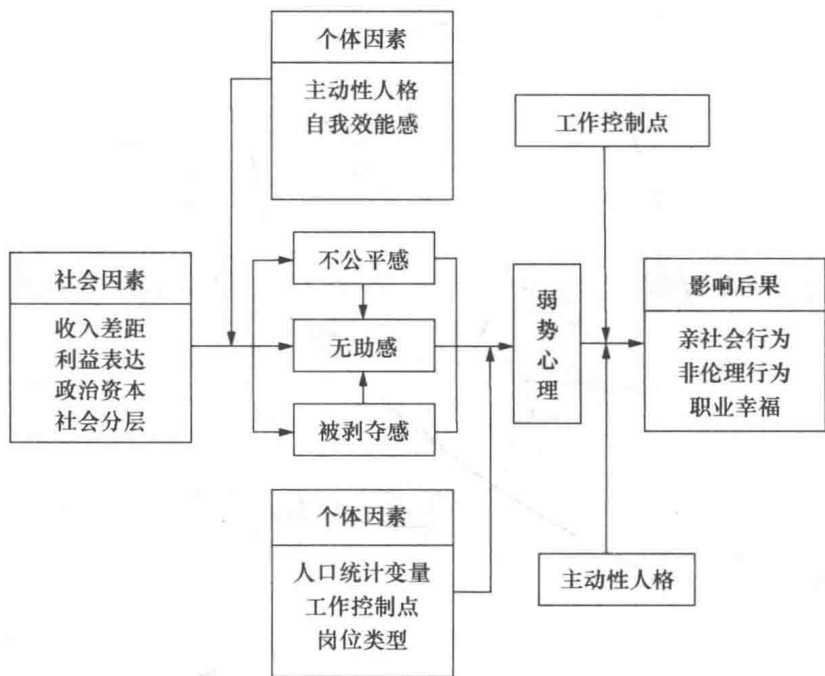 个体因素
主动性人格
自我效能感
工作控制点
社会因素
收入差距
利益表达
政治资本
社会分层
不公平感
无助感
被剥夺感
弱势心理
影响后果
亲社会行为
非伦理行为
职业幸福
个体因素
人口统计变量
工作控制点
岗位类型
主动性人格